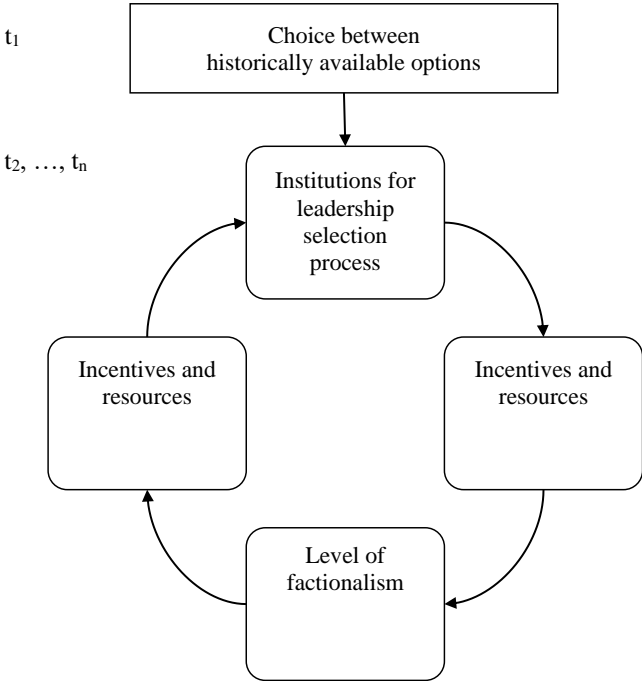 t₁
Choice between
historically available options
t₂, …, tₙ
Institutions for
leadership
selection
process
Incentives and
resources
Incentives and
resources
Level of
factionalism